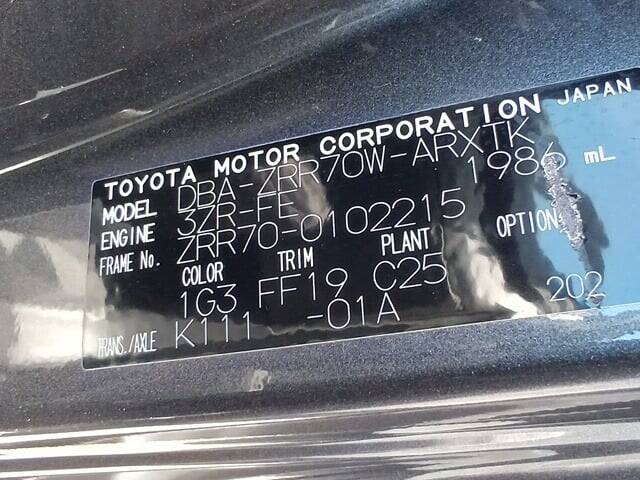 TOYOTA MOTOR CORPORATION JAPAN
MODEL DBA-ZRR70W-ARXTK
ENGINE 3ZR-FE 1986 mL
FRAME No. ZRR70-0102215
COLOR TRIM PLANT OPTION
1G3 FF19 C25 202
TRANS./AXLE K111 -01A